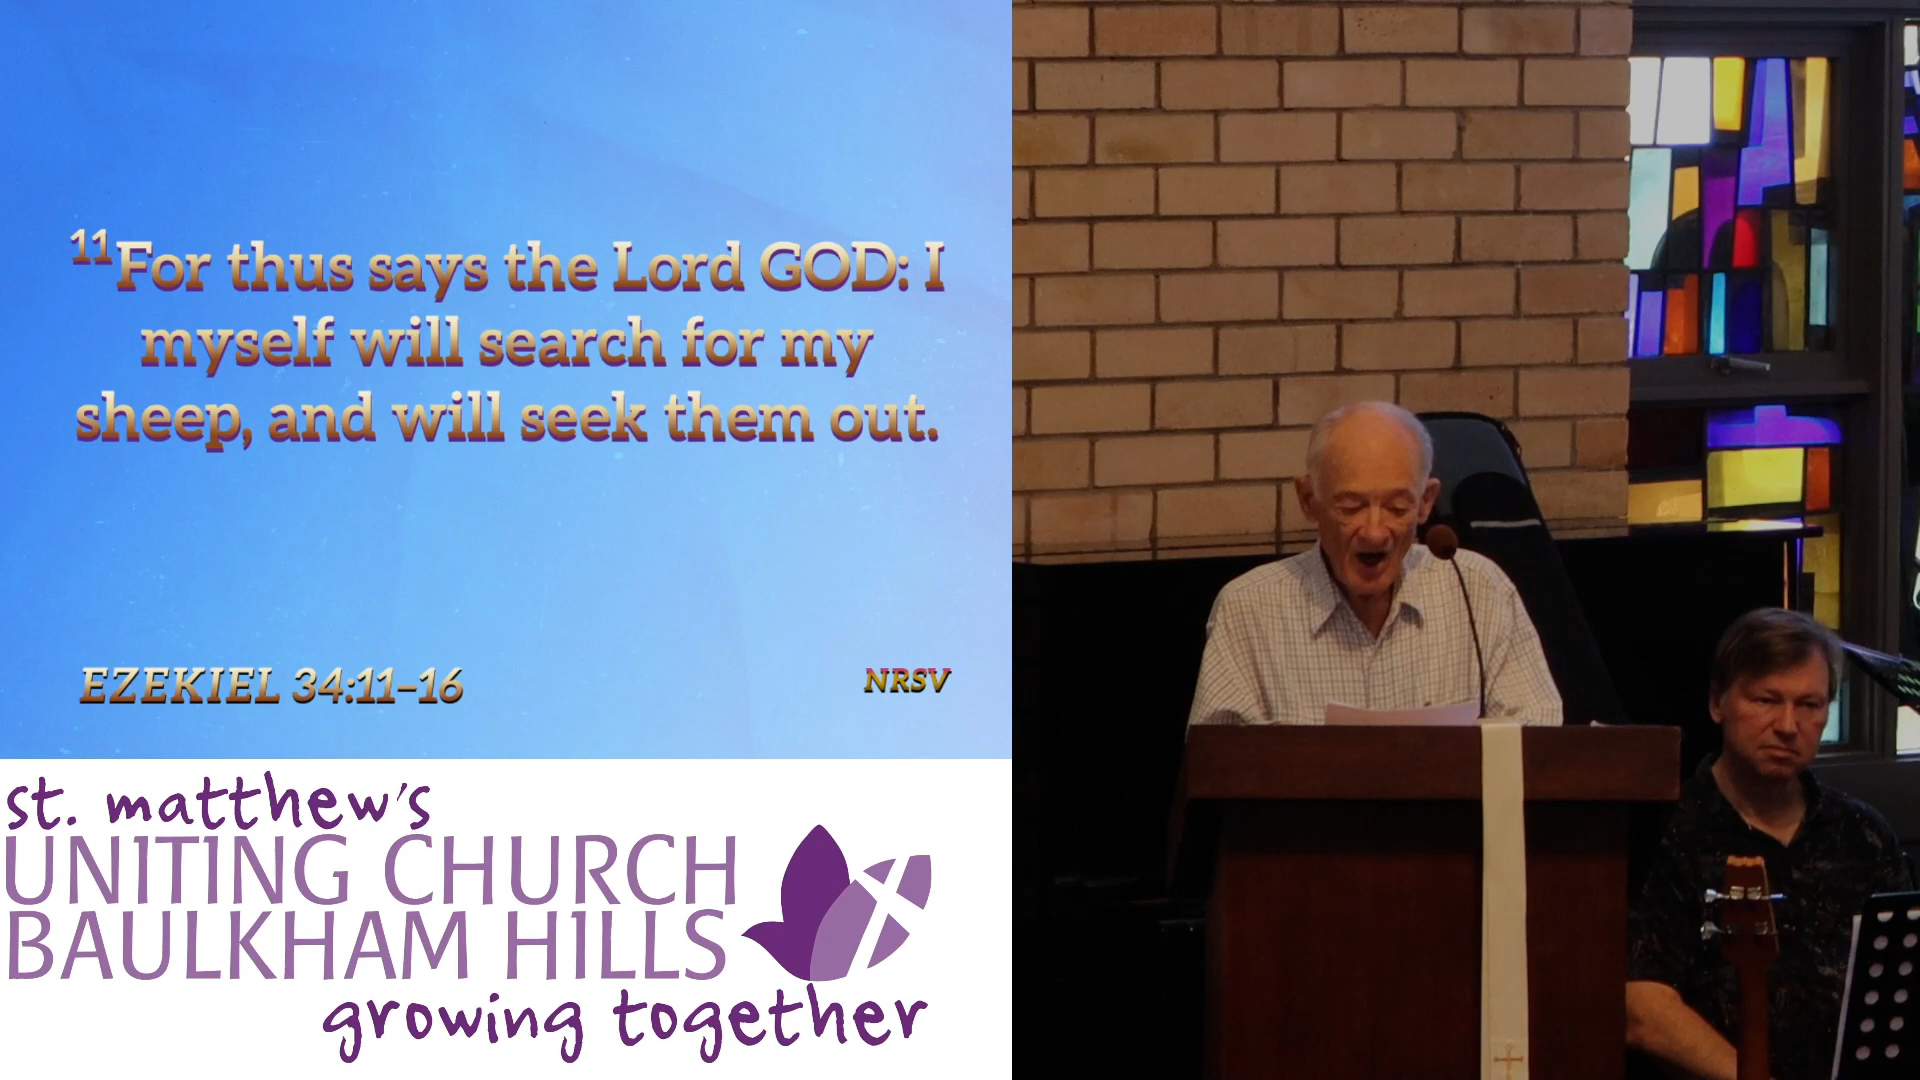 ¹¹For thus says the Lord GOD: I
myself will search for my
sheep, and will seek them out.
EZEKIEL 34:11–16
NRSV
st. matthew's
UNITING CHURCH
BAULKHAM HILLS
growing together